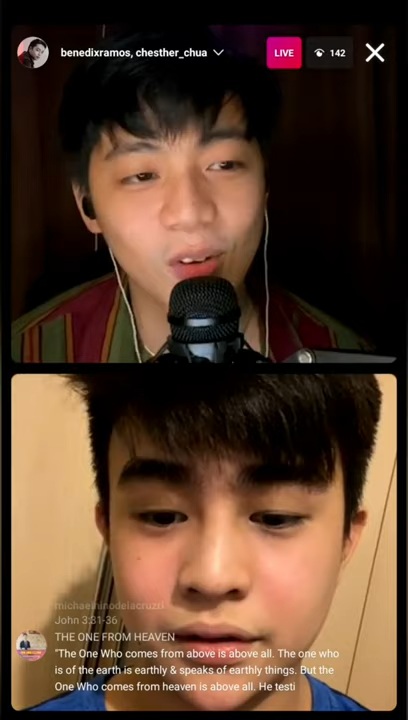 benedixramos, chesther_chua
LIVE
142
michaelninodelacruzsl
John 3:31-36
THE ONE FROM HEAVEN
"The One Who comes from above is above all. The one who
is of the earth is earthly & speaks of earthly things. But the
One Who comes from heaven is above all. He testi